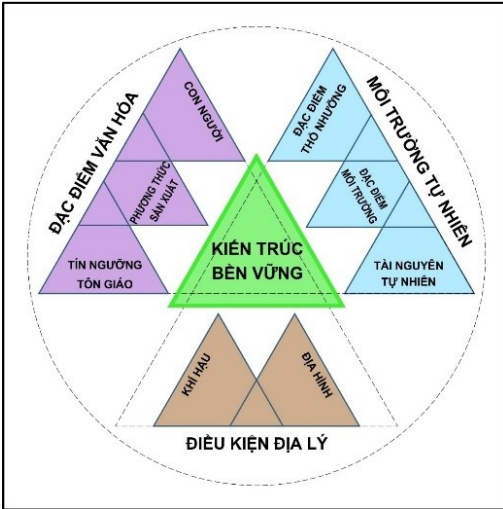 ĐẶC ĐIỂM VĂN HÓA
CON NGƯỜI
PHƯƠNG THỨC
SẢN XUẤT
TÍN NGƯỠNG
TÔN GIÁO
MÔI TRƯỜNG TỰ NHIÊN
ĐẶC ĐIỂM
THỔ NHƯỠNG
ĐẶC ĐIỂM
MÔI TRƯỜNG
TÀI NGUYÊN
TỰ NHIÊN
KIẾN TRÚC
BỀN VỮNG
KHÍ HẬU
ĐỊA HÌNH
ĐIỀU KIỆN ĐỊA LÝ